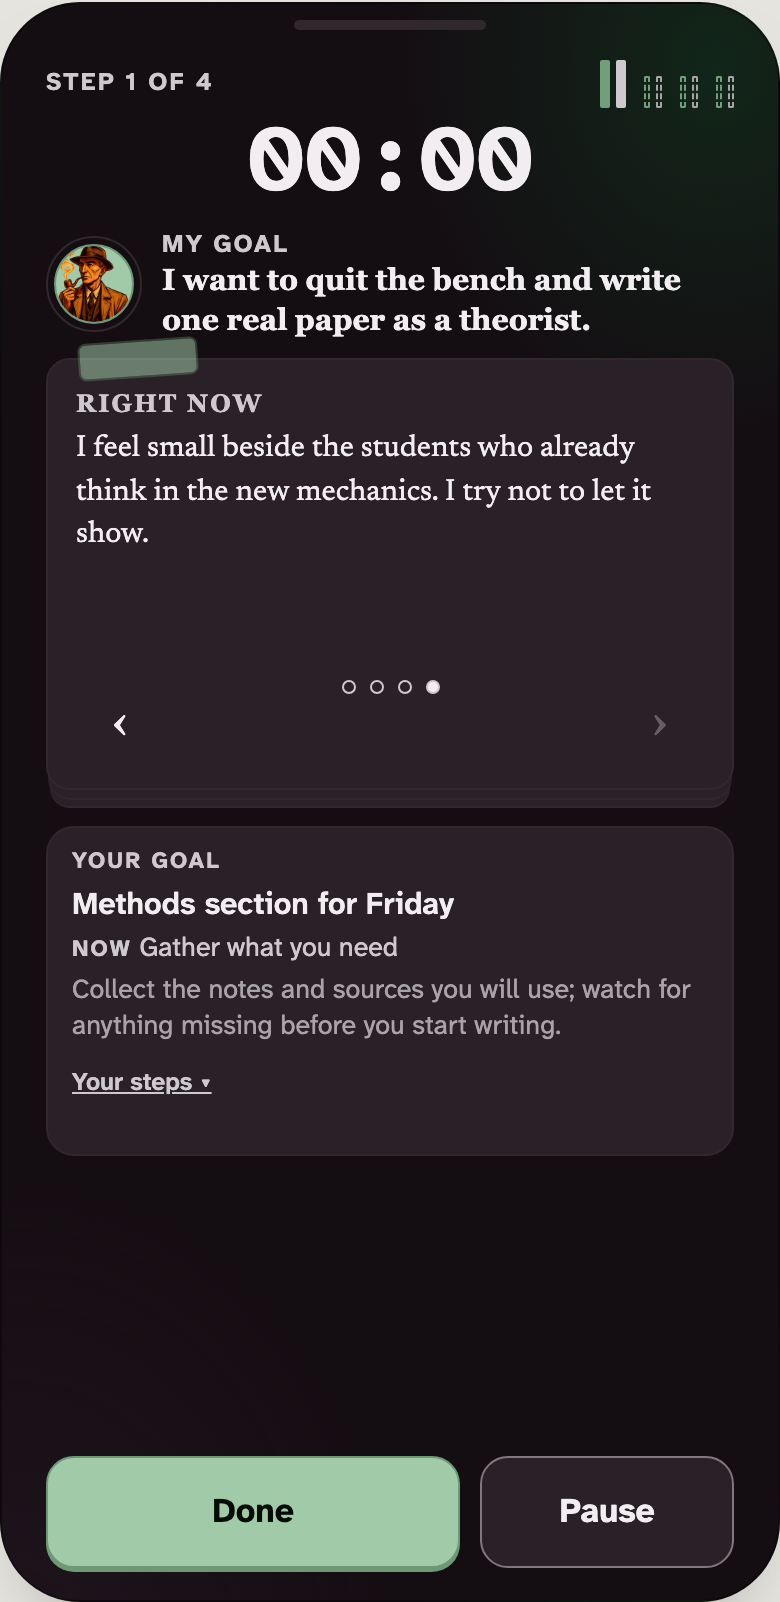 STEP 1 OF 4
00:00
MY GOAL
I want to quit the bench and write
one real paper as a theorist.
RIGHT NOW
I feel small beside the students who already
think in the new mechanics. I try not to let it
show.
YOUR GOAL
Methods section for Friday
NOW Gather what you need
Collect the notes and sources you will use; watch for
anything missing before you start writing.
Your steps ▾
Done
Pause